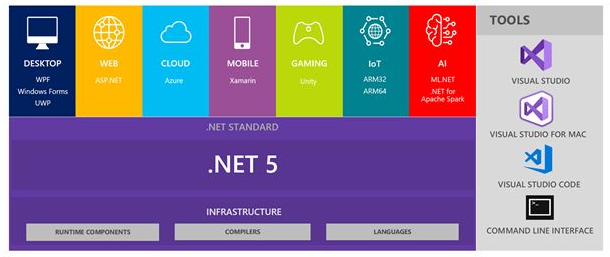 DESKTOP
WPF
Windows Forms
UWP
WEB
ASP.NET
CLOUD
Azure
MOBILE
Xamarin
GAMING
Unity
IoT
ARM32
ARM64
AI
ML.NET
.NET for
Apache Spark
.NET STANDARD
.NET 5
INFRASTRUCTURE
RUNTIME COMPONENTS
COMPILERS
LANGUAGES
TOOLS
VISUAL STUDIO
VISUAL STUDIO FOR MAC
VISUAL STUDIO CODE
COMMAND LINE INTERFACE